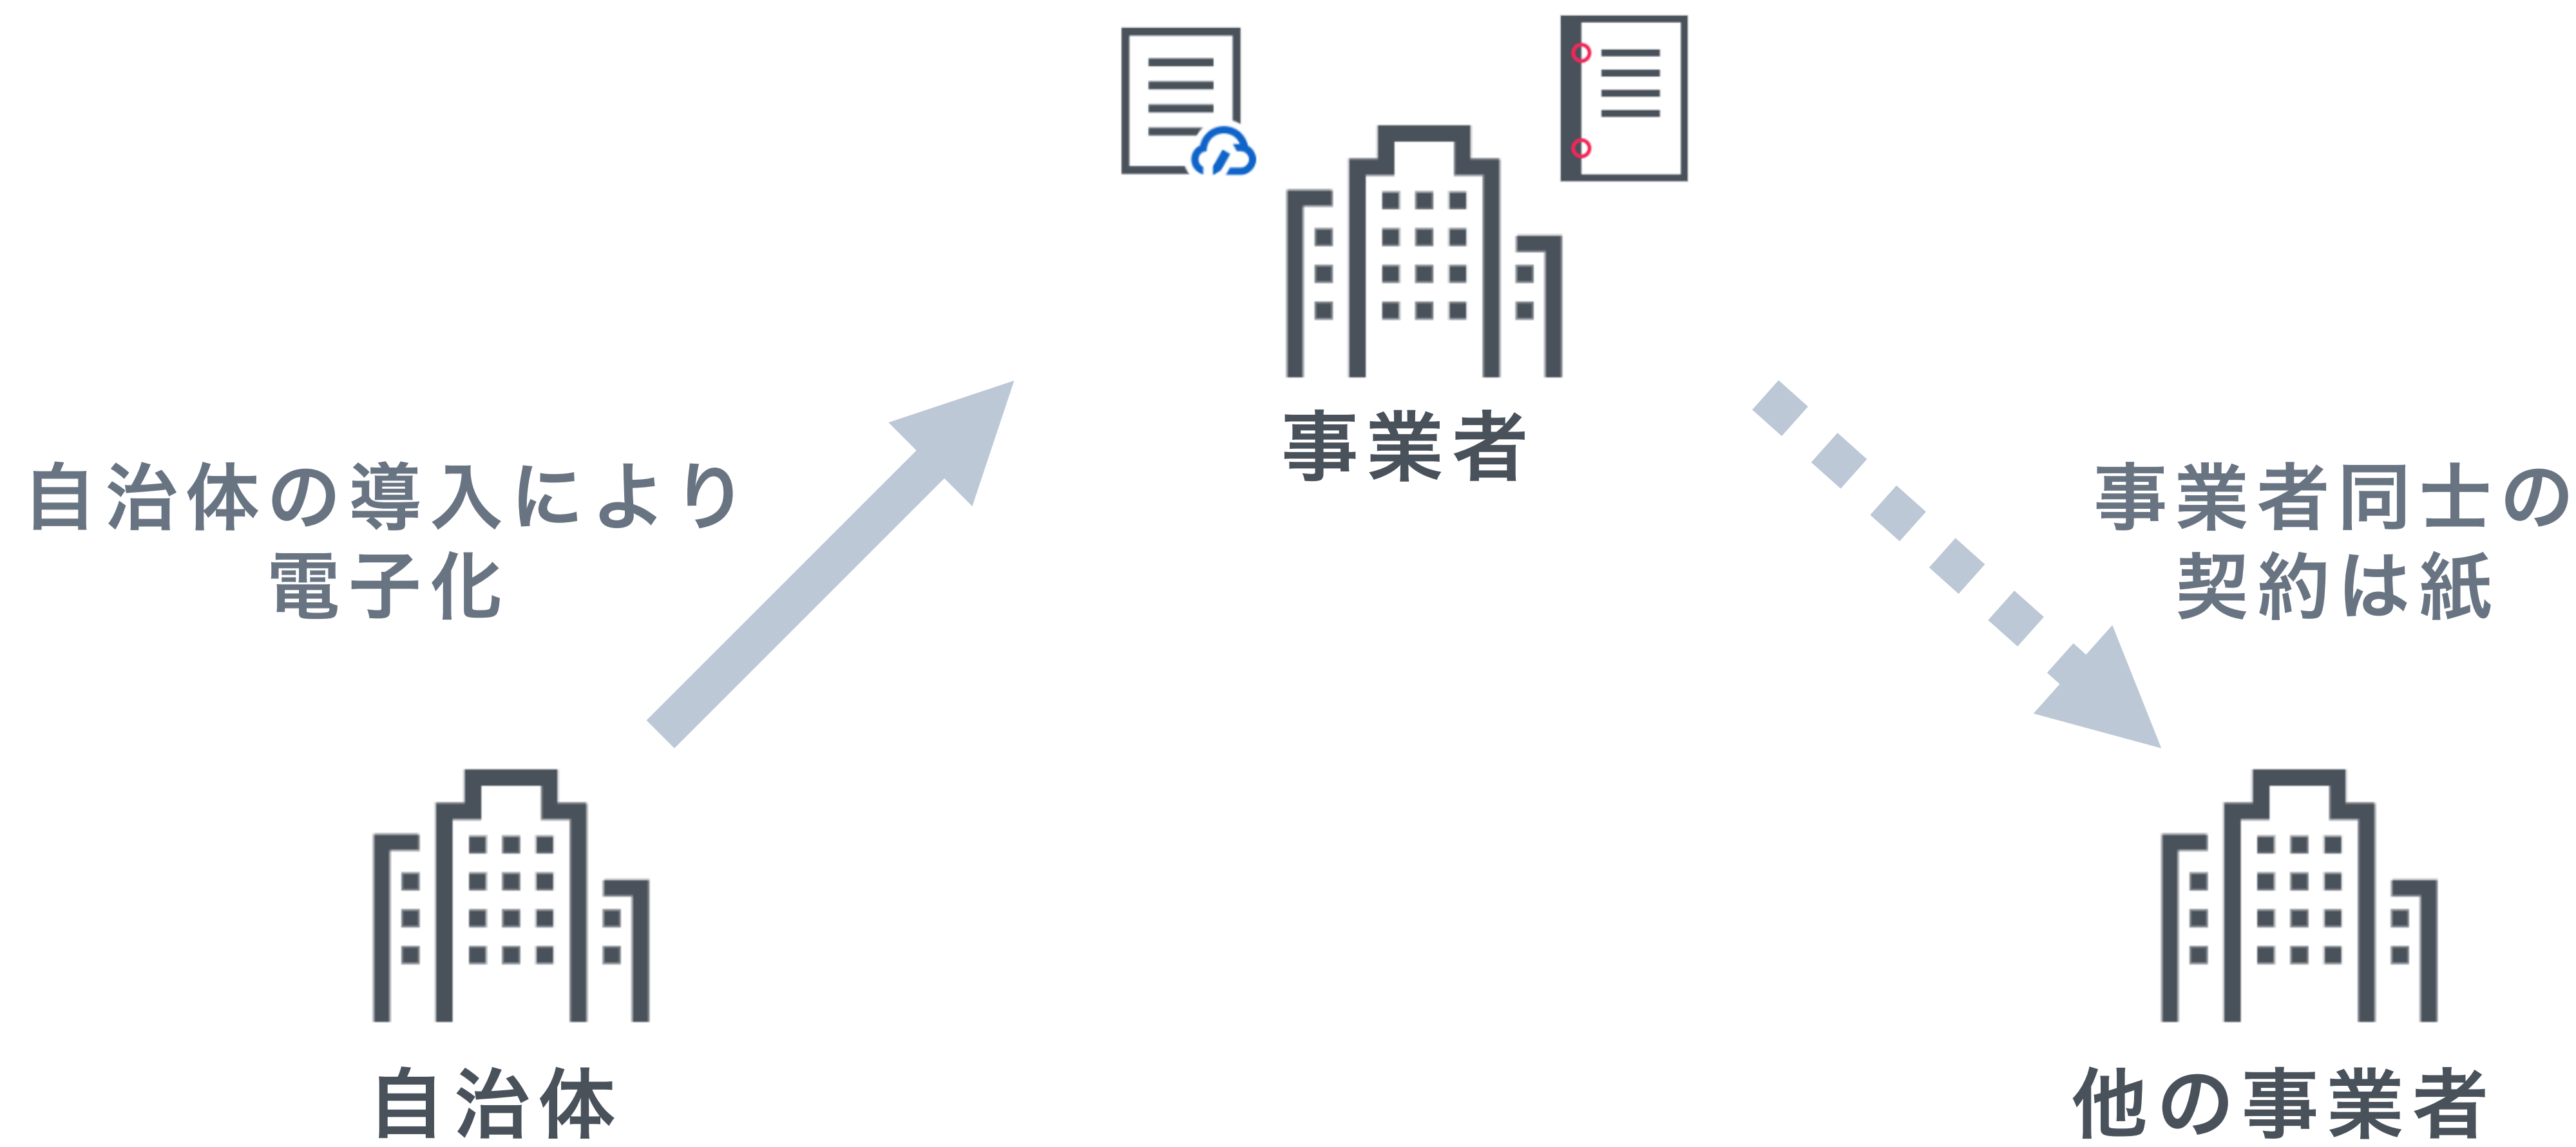 事業者
自治体の導入により
電子化
事業者同士の
契約は紙
自治体
他の事業者